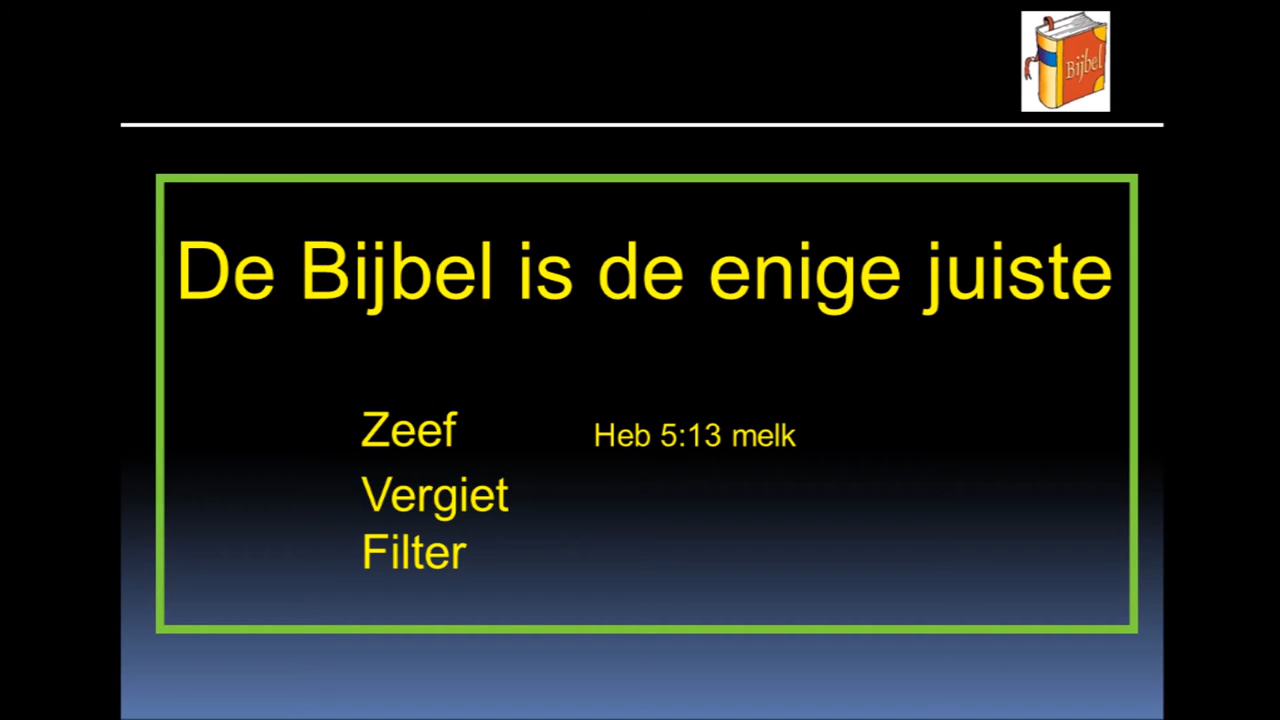 Bijbel
De Bijbel is de enige juiste
Zeef Heb 5:13 melk
Vergiet
Filter